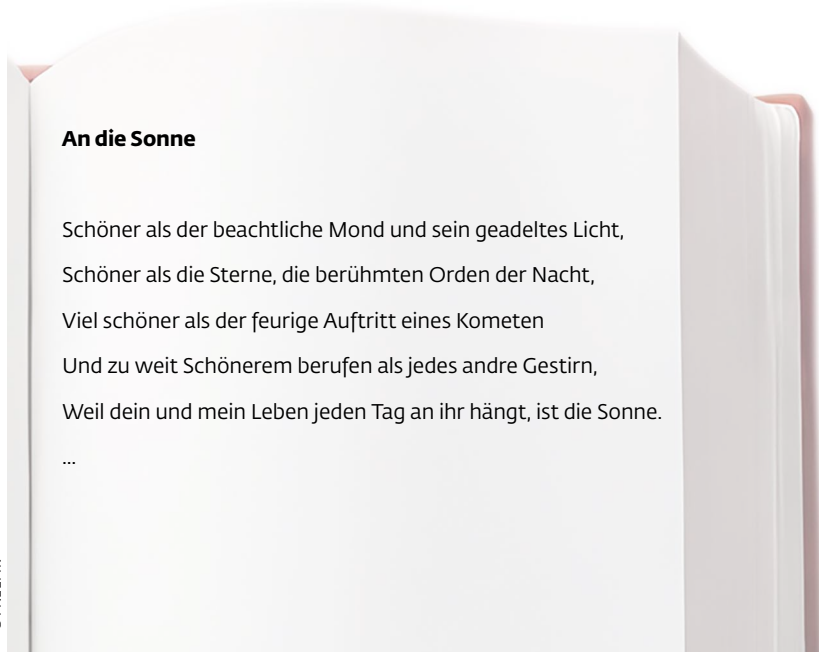 An die Sonne
Schöner als der beachtliche Mond und sein geadeltes Licht,
Schöner als die Sterne, die berühmten Orden der Nacht,
Viel schöner als der feurige Auftritt eines Kometen
Und zu weit Schönerem berufen als jedes andre Gestirn,
Weil dein und mein Leben jeden Tag an ihr hängt, ist die Sonne.
...